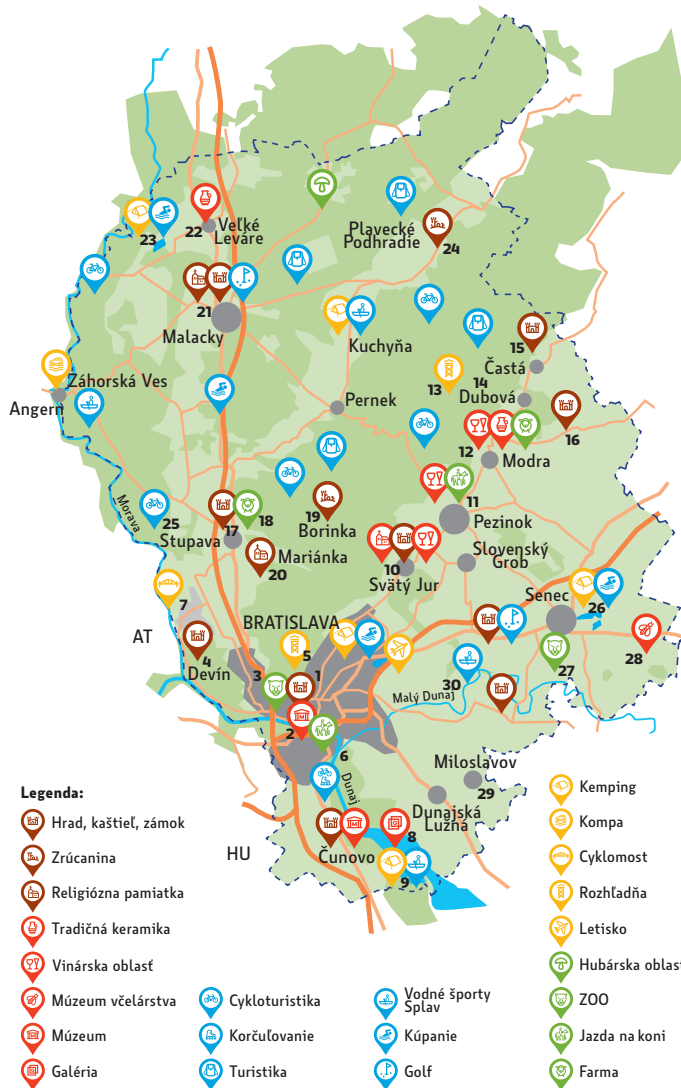 22
Veľké
Leváre
23
Plavecké
Podhradie
24
21
Malacky
Kuchyňa
15
Častá
14
13
Dubová
16
Záhorská Ves
Angern
Pernek
12
Modra
Morava
11
Pezinok
25
17
18
Stupava
19
Borinka
20
Mariánka
10
Svätý Jur
Slovenský
Grob
Senec
26
7
AT
BRATISLAVA
5
4
Devín
3
1
2
6
27
28
30
Malý Dunaj
Dunaj
Miloslavov
29
Dunajská
Lužná
8
HU
Čunovo
9
Legenda:
Hrad, kaštieľ, zámok
Zrúcanina
Religiózna pamiatka
Tradičná keramika
Vinárska oblasť
Múzeum včelárstva
Múzeum
Galéria
Cykloturistika
Korčuľovanie
Turistika
Vodné športy
Splav
Kúpanie
Golf
Kemping
Kompa
Cyklomost
Rozhľadňa
Letisko
Hubárska oblasť
ZOO
Jazda na koni
Farma